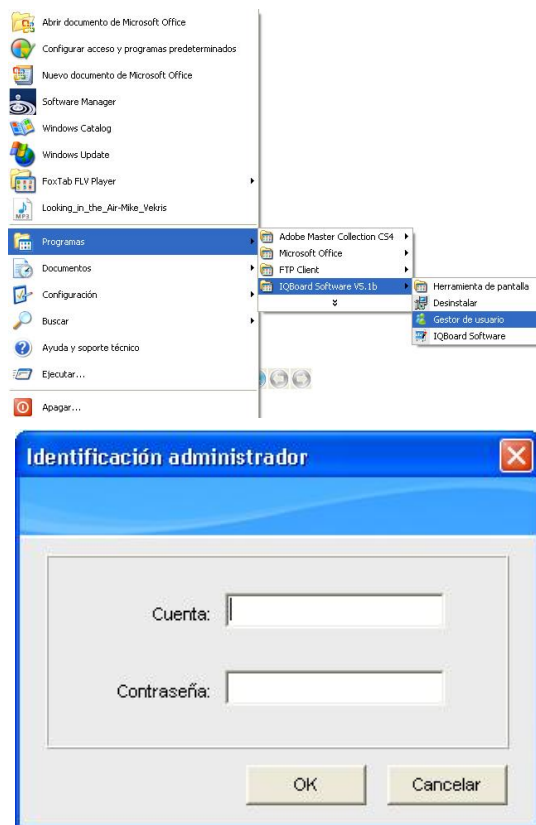 Abrir documento de Microsoft Office
Configurar acceso y programas predeterminados
Nuevo documento de Microsoft Office
Software Manager
Windows Catalog
Windows Update
FoxTab FLV Player
Looking_in_the_Air-Mike_Vekris
Programas
Documentos
Configuración
Buscar
Ayuda y soporte técnico
Ejecutar...
Apagar...
Adobe Master Collection CS4
Microsoft Office
FTP Client
IQBoard Software V5.1b
Herramienta de pantalla
Desinstalar
Gestor de usuario
IQBoard Software
Identificación administrador
Cuenta:
Contraseña:
OK Cancelar